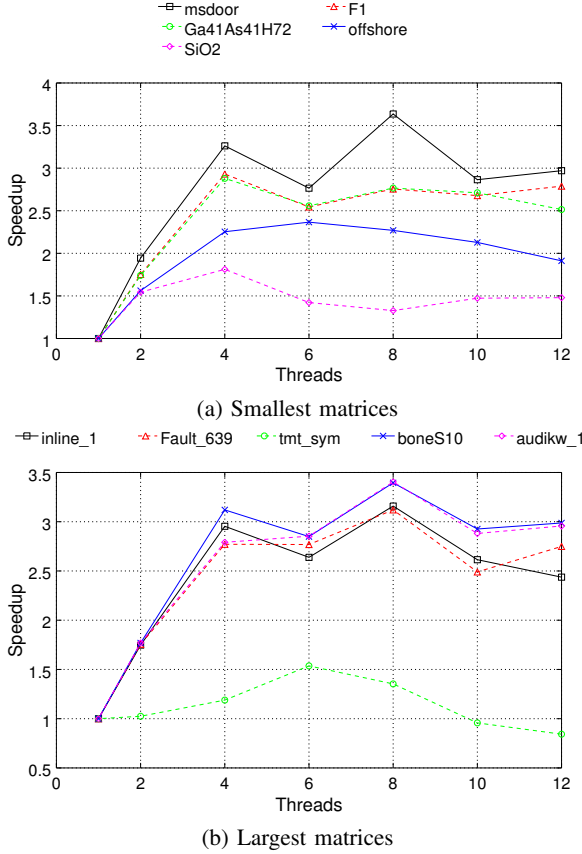 msdoor F1
Ga41As41H72 offshore
SiO2
4
3.5
3
2.5
2
1.5
1
Speedup
0 2 4 6 8 10 12
Threads
(a) Smallest matrices
inline_1 Fault_639 tmt_sym boneS10 audikw_1
3.5
3
2.5
2
1.5
1
0.5
Speedup
0 2 4 6 8 10 12
Threads
(b) Largest matrices